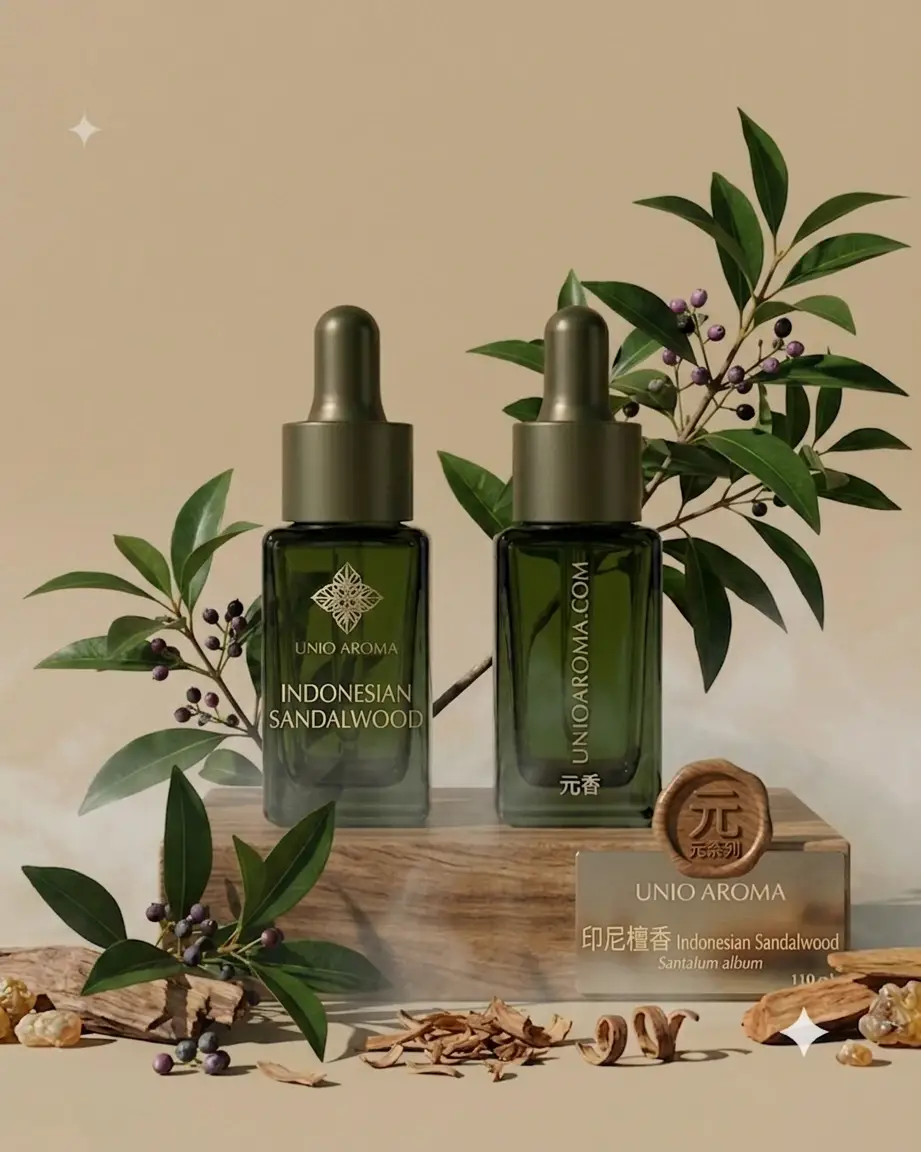 UNIO AROMA
INDONESIAN
SANDALWOOD
UNIOAROMA.COM
元香
元
元系列
UNIO AROMA
印尼檀香 Indonesian Sandalwood
Santalum album